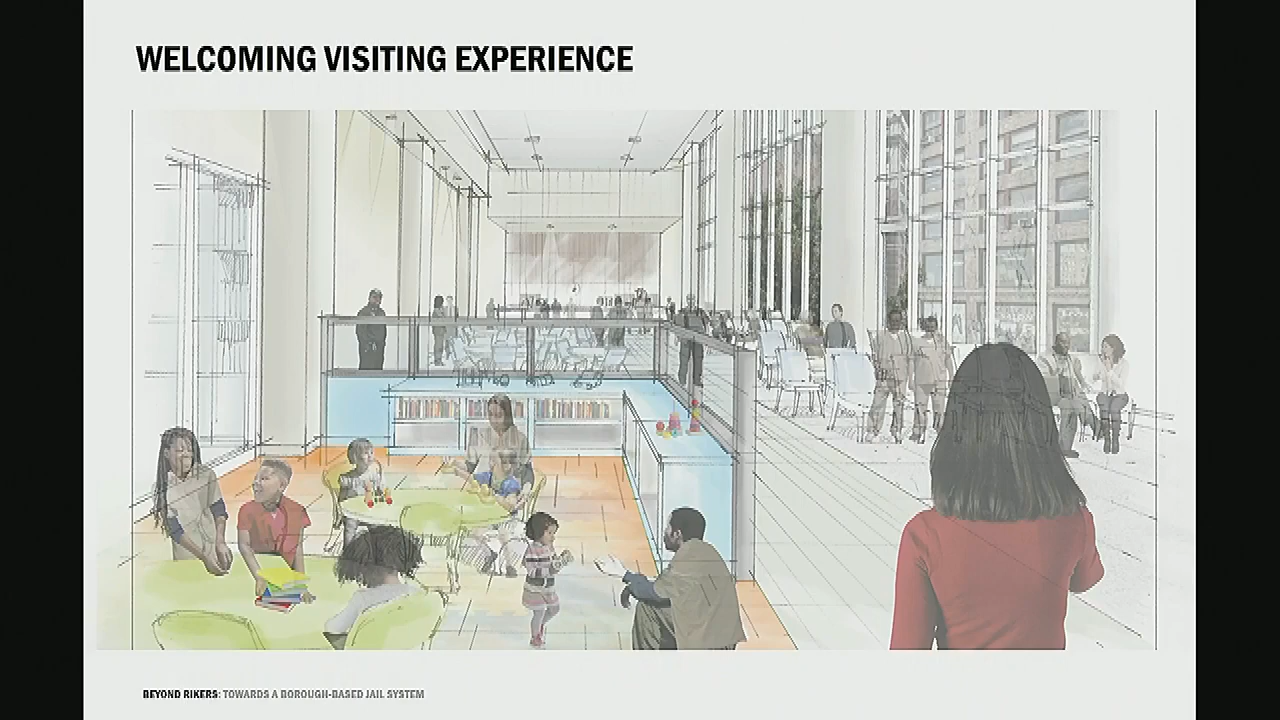 WELCOMING VISITING EXPERIENCE
BEYOND RIKERS: TOWARDS A BOROUGH-BASED JAIL SYSTEM